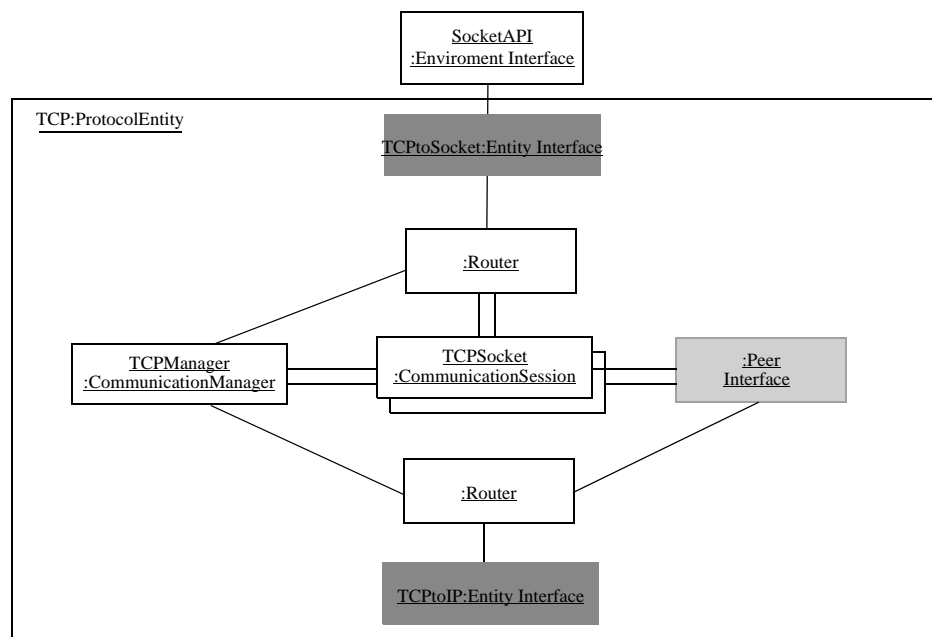 SocketAPI
:Enviroment Interface
TCP:ProtocolEntity
TCPtoSocket:Entity Interface
:Router
TCPManager
:CommunicationManager
TCPSocket
:CommunicationSession
:Peer
Interface
:Router
TCPtoIP:Entity Interface